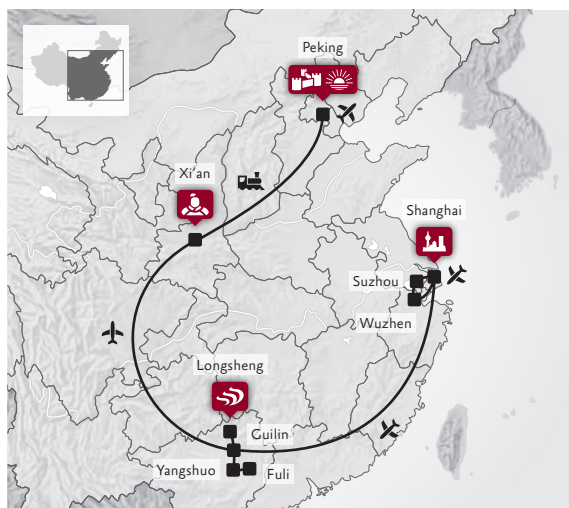 Peking
Xi'an
Shanghai
Suzhou
Wuzhen
Longsheng
Guilin
Yangshuo
Fuli